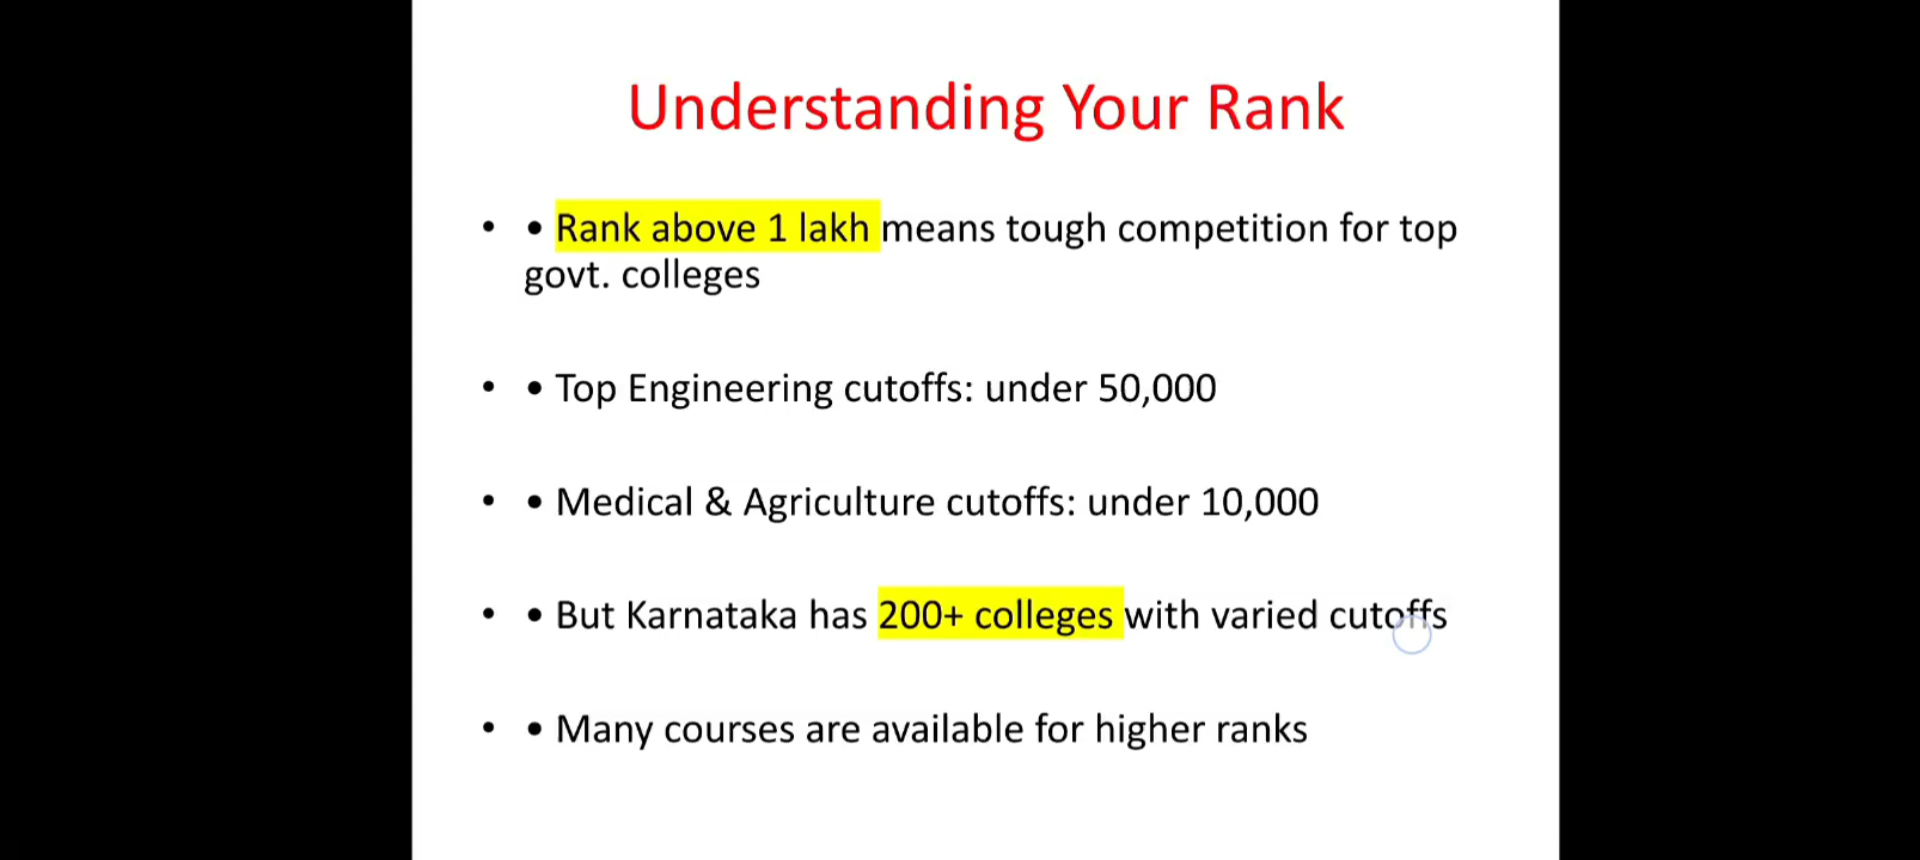 Understanding Your Rank
• • Rank above 1 lakh means tough competition for top
govt. colleges
• • Top Engineering cutoffs: under 50,000
• • Medical & Agriculture cutoffs: under 10,000
• • But Karnataka has 200+ colleges with varied cutoffs
• • Many courses are available for higher ranks